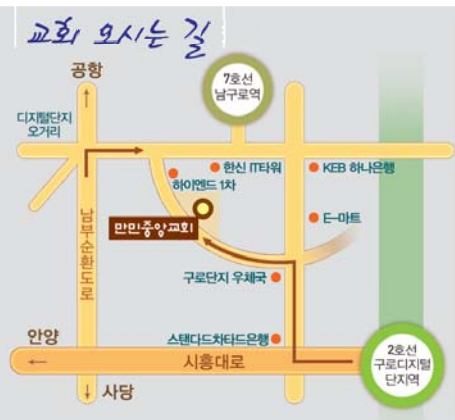 교회 오시는 길
공항
7호선
남구로역
디지털단지
오거리
한신 IT타워
KEB 하나은행
하이엔드 1차
남부순환도로
만민중앙교회
E-마트
구로단지 우체국
안양
스탠다드차타드은행
시흥대로
2호선
구로디지털
단지역
사당